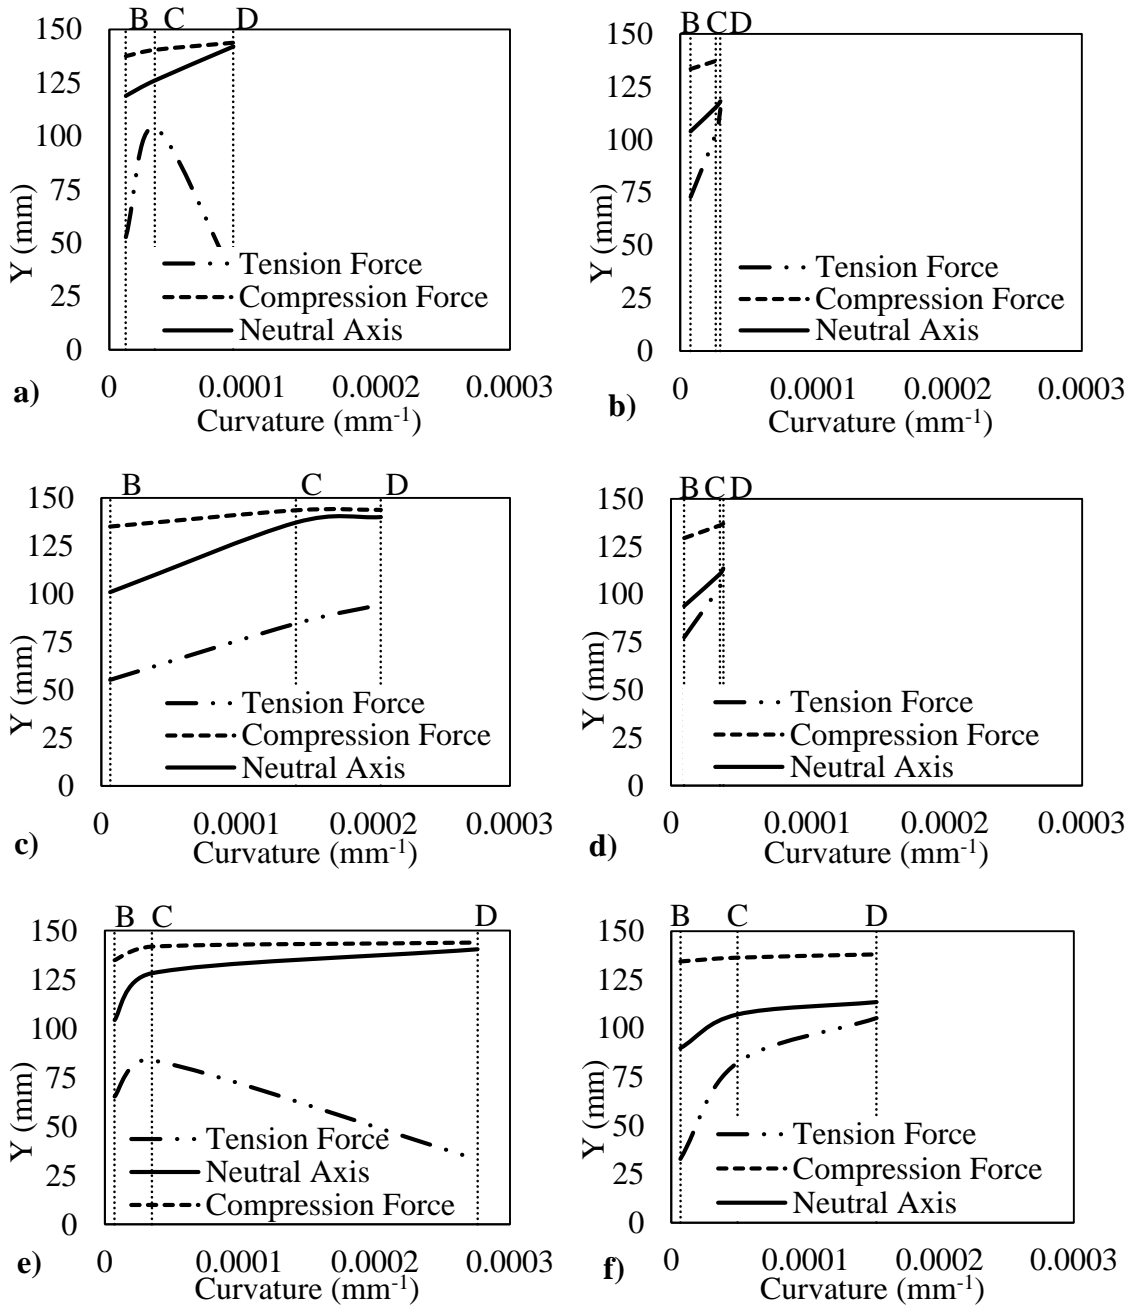 B C D
150
125
100
75
50
25
0
Y (mm)
Tension Force
Compression Force
Neutral Axis
0 0.0001 0.0002 0.0003
Curvature (mm-1)
a)
B C D
150
125
100
75
50
25
0
Y (mm)
Tension Force
Compression Force
Neutral Axis
0 0.0001 0.0002 0.0003
Curvature (mm-1)
b)
B C D
150
125
100
75
50
25
0
Y (mm)
Tension Force
Compression Force
Neutral Axis
0 0.0001 0.0002 0.0003
Curvature (mm-1)
c)
B C D
150
125
100
75
50
25
0
Y (mm)
Tension Force
Compression Force
Neutral Axis
0 0.0001 0.0002 0.0003
Curvature (mm-1)
d)
B C D
150
125
100
75
50
25
0
Y (mm)
Tension Force
Neutral Axis
Compression Force
0 0.0001 0.0002 0.0003
Curvature (mm-1)
e)
B C D
150
125
100
75
50
25
0
Y (mm)
Tension Force
Compression Force
Neutral Axis
0 0.0001 0.0002 0.0003
Curvature (mm-1)
f)